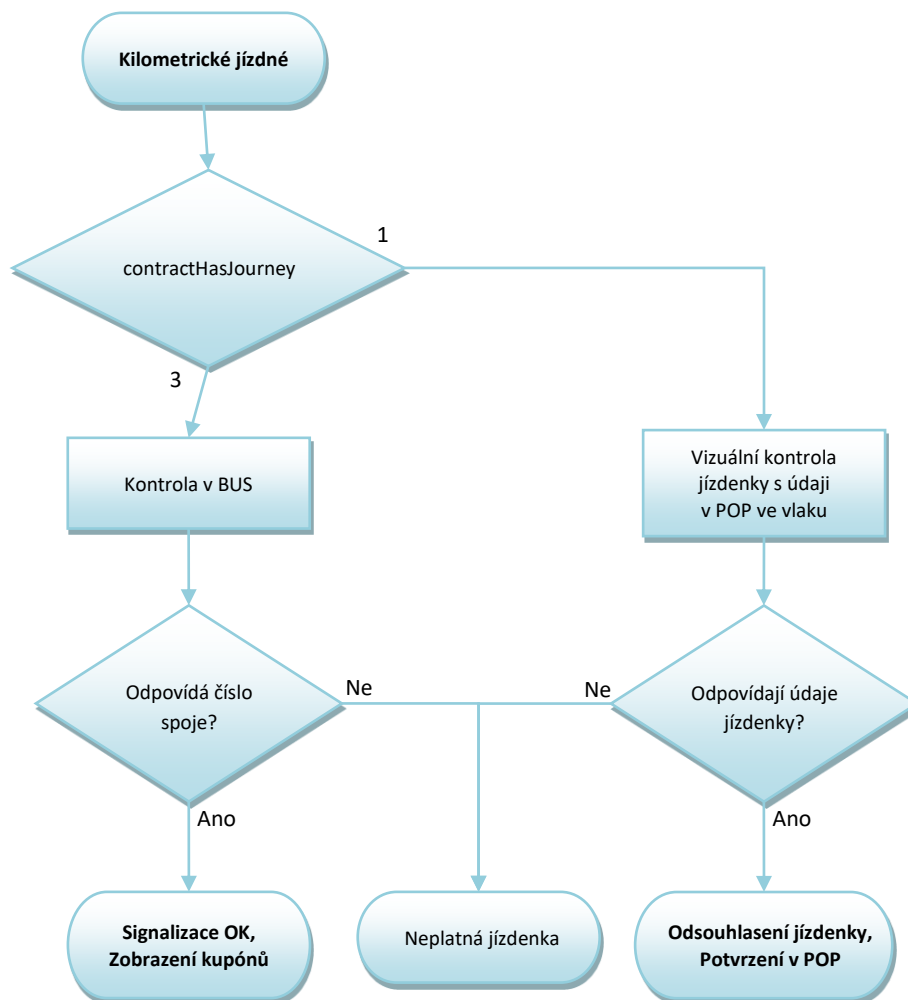 Kilometrické jízdné
1
contractHasJourney
3
Kontrola v BUS
Vizuální kontrola
jízdenky s údaji
v POP ve vlaku
Odpovídá číslo
spoje?
Ne
Ne
Odpovídají údaje
jízdenky?
Ano
Ano
Signalizace OK,
Zobrazení kupónů
Neplatná jízdenka
Odsouhlasení jízdenky,
Potvrzení v POP